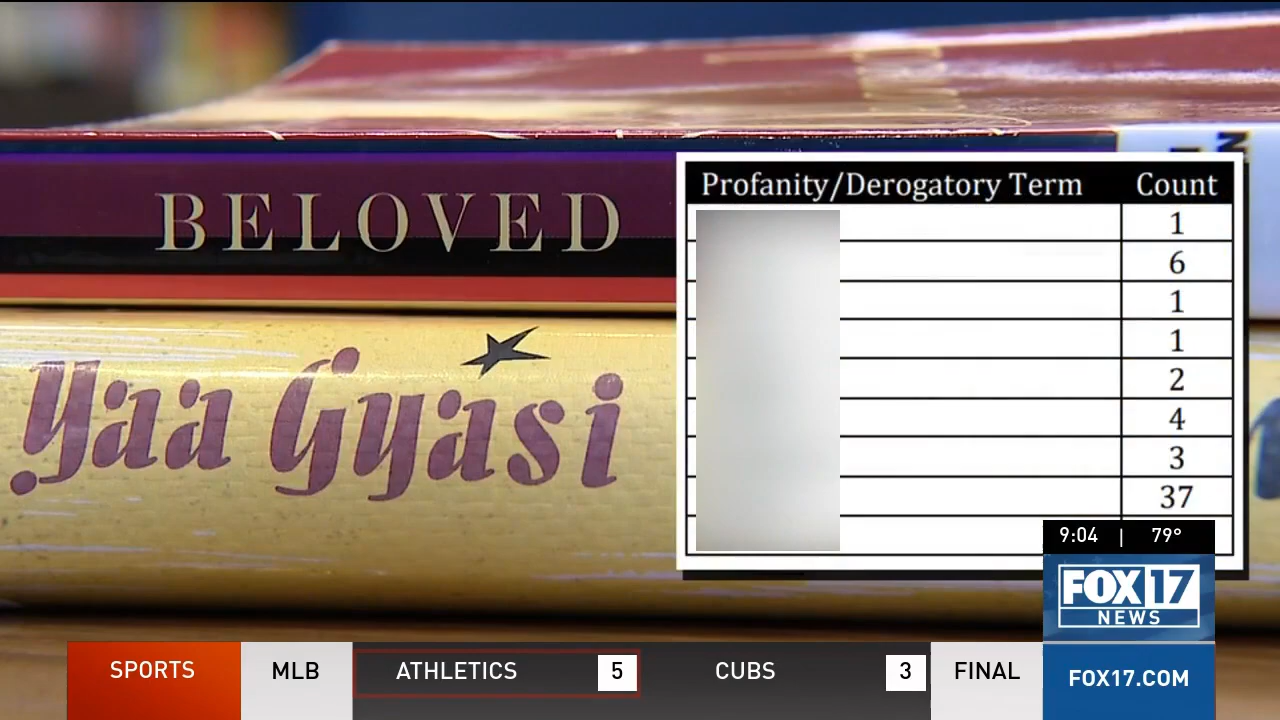 BELOVED
Yaa Gyasi
N
Profanity/Derogatory Term Count
1
6
1
1
2
4
3
37
9:04 | 79°
FOX 17
NEWS
SPORTS MLB ATHLETICS 5 CUBS 3 FINAL FOX17.COM